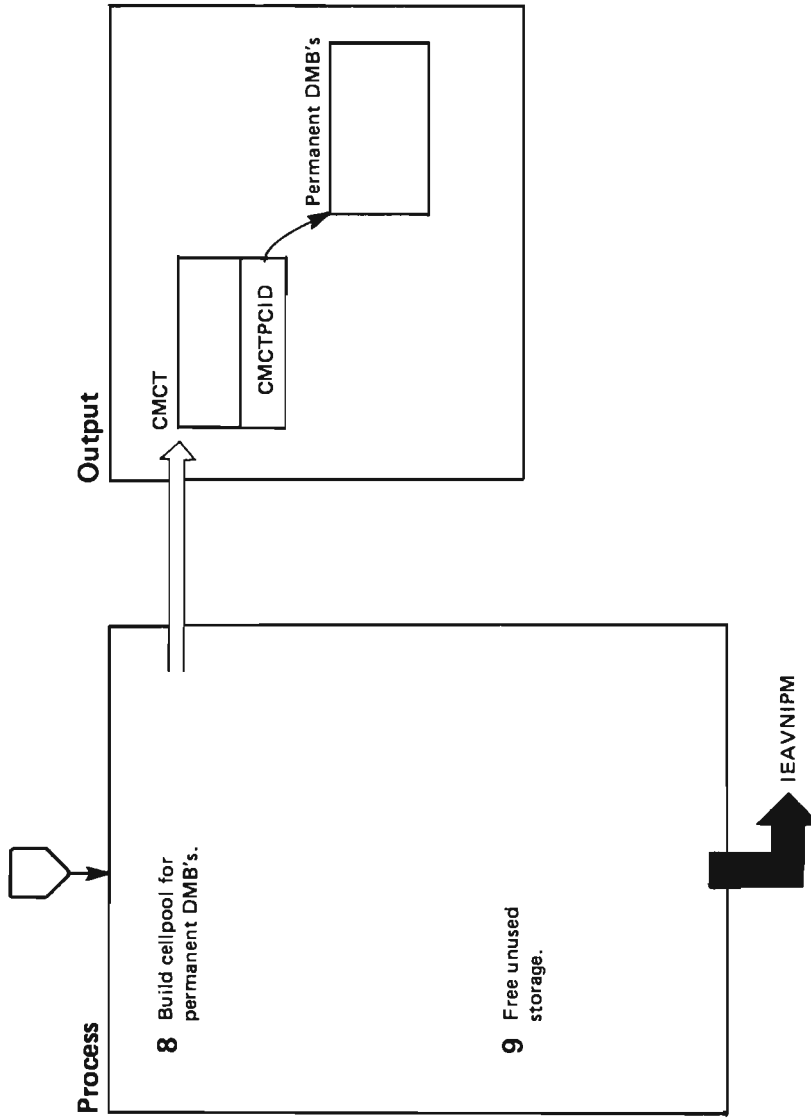 Process
8 Build cellpool for
permanent DMB's.
9 Free unused
storage.
IEAVNIPM
Output
CMCT
CMCTPCID
Permanent DMB's